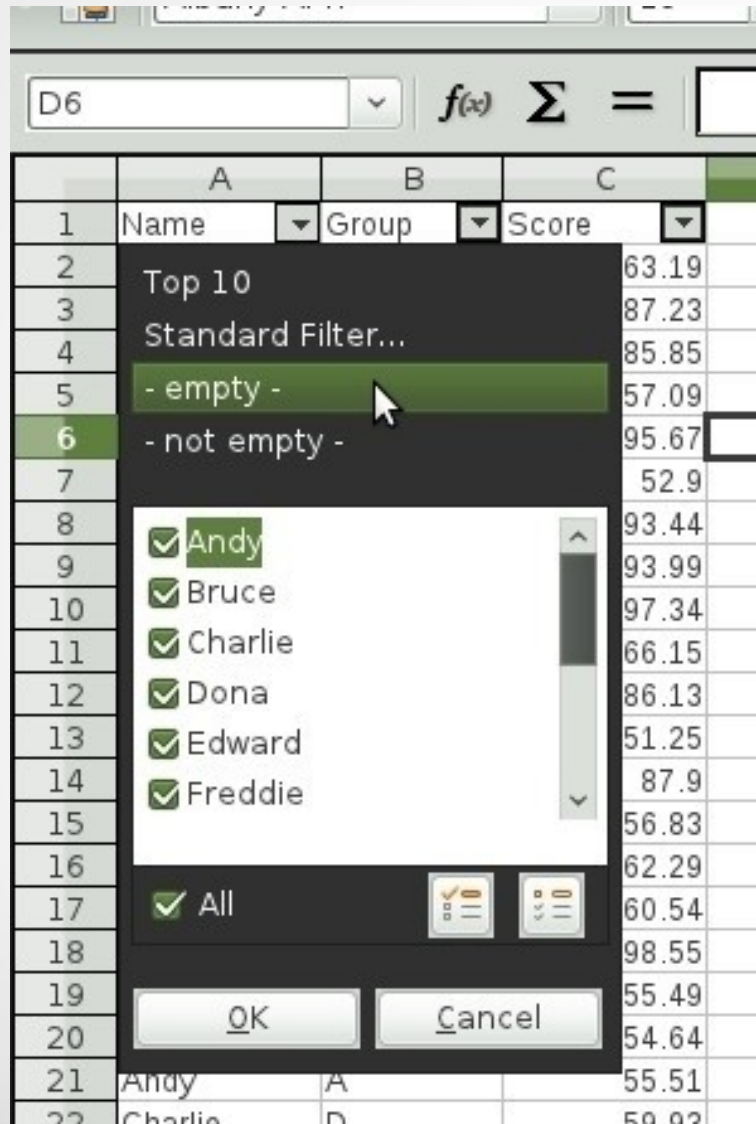 D6
f(x) Σ =
A B C
1 Name Group Score
2 63.19
Top 10
3 87.23
Standard Filter...
4 85.85
- empty -
5 57.09
- not empty -
6 95.67
7 52.9
8 93.44
Andy
9 93.99
Bruce
10 97.34
Charlie
11 66.15
12 86.13
Dona
13 51.25
Edward
14 87.9
Freddie
15 56.83
16 62.29
17 60.54
All
18 98.55
19 55.49
OK Cancel
20 54.64
21 Andy A 55.51
22 Charlie D 59.93